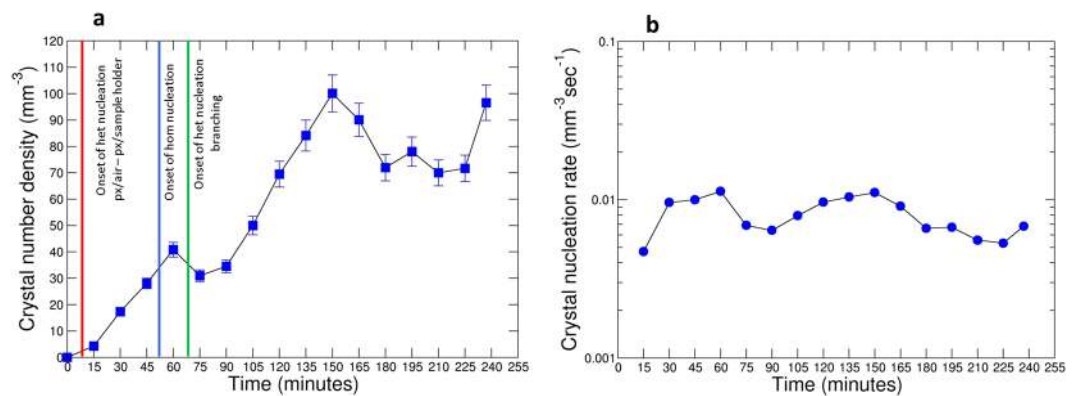 a
120
110
100
90
80
70
60
50
40
30
20
10
0
Crystal number density (mm-3)
Onset of het nucleation
px/air – px/sample holder
Onset of hom nucleation
Onset of het nucleation
branching
0 15 30 45 60 75 90 105 120 135 150 165 180 195 210 225 240 255
Time (minutes)
b
0.1
0.01
0.001
Crystal nucleation rate (mm-3sec-1)
0 15 30 45 60 75 90 105 120 135 150 165 180 195 210 225 240 255
Time (minutes)